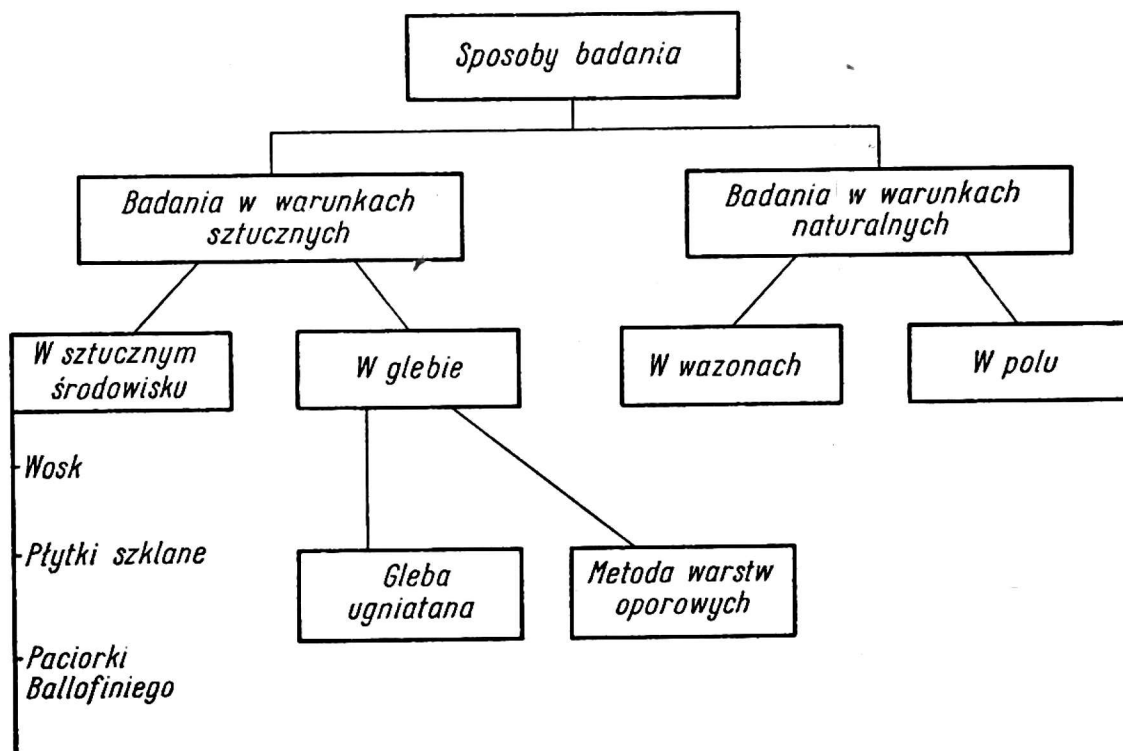 Sposoby badania
Badania w warunkach
sztucznych
Badania w warunkach
naturalnych
W sztucznym
środowisku
W glebie
W wazonach
W polu
Wosk
Płytki szklane
Paciorki
Ballofiniego
Gleba
ugniatana
Metoda warstw
oporowych